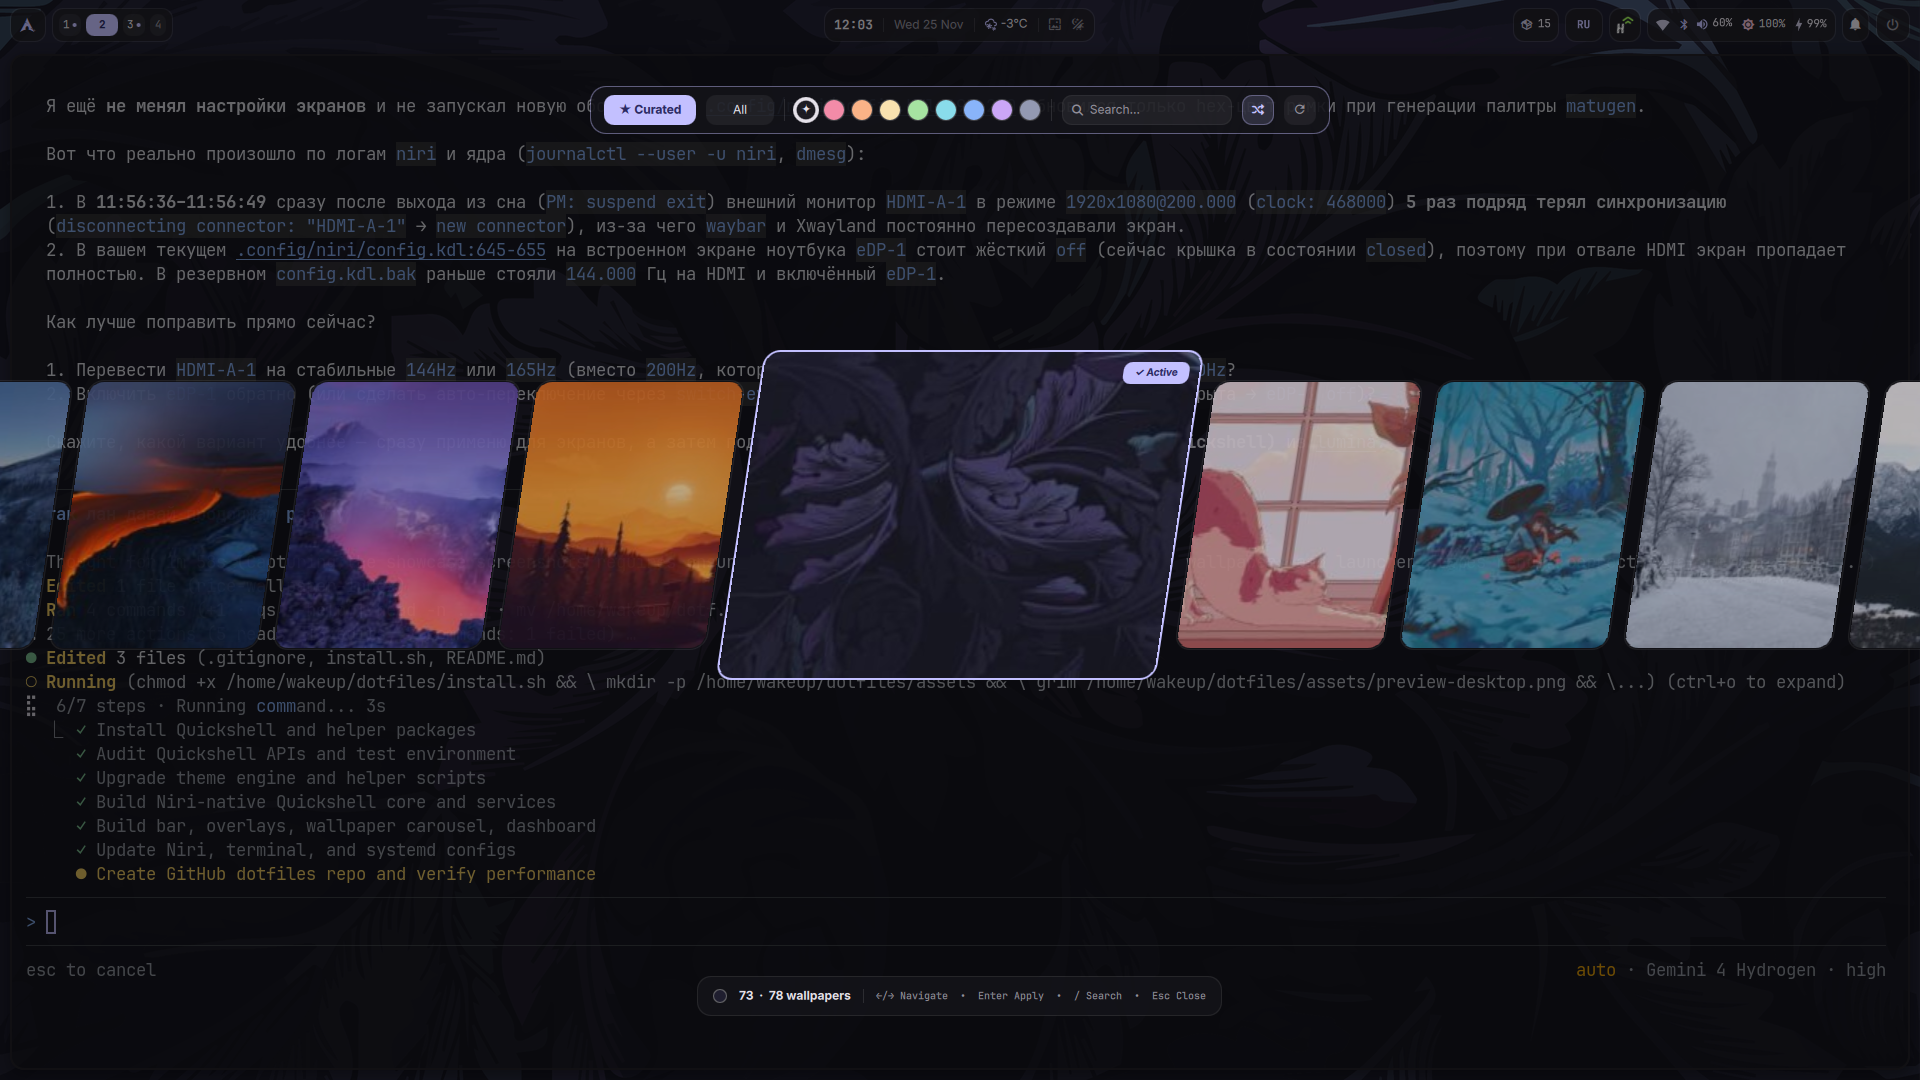 1 2 3 4
12:03 Wed 25 Nov -3°C
15 RU 60% 100% 99%
★ Curated All Search...
Я ещё не менял настройки экранов и не запускал новую при генерации палитры matugen.
Вот что реально произошло по логам niri и ядра (journalctl --user -u niri, dmesg):
1. В 11:56:36–11:56:49 сразу после выхода из сна (PM: suspend exit) внешний монитор HDMI-A-1 в режиме 1920x1080@200.000 (clock: 468000) 5 раз подряд терял синхронизацию
(disconnecting connector: "HDMI-A-1" → new connector), из-за чего waybar и Xwayland постоянно пересоздавали экран.
2. В вашем текущем .config/niri/config.kdl:645-655 на встроенном экране ноутбука eDP-1 стоит жёсткий off (сейчас крышка в состоянии closed), поэтому при отвале HDMI экран пропадает
полностью. В резервном config.kdl.bak раньше стояли 144.000 Гц на HDMI и включённый eDP-1.
Как лучше поправить прямо сейчас?
1. Перевести HDMI-A-1 на стабильные 144Hz или 165Hz (вместо 200Hz,
✓ Active
Edited 3 files (.gitignore, install.sh, README.md)
Running (chmod +x /home/wakeup/dotfiles/install.sh && \ mkdir -p /home/wakeup/dotfiles/assets && \ grim /home/wakeup/dotfiles/assets/preview-desktop.png && \...) (ctrl+o to expand)
6/7 steps · Running command... 3s
✓ Install Quickshell and helper packages
✓ Audit Quickshell APIs and test environment
✓ Upgrade theme engine and helper scripts
✓ Build Niri-native Quickshell core and services
✓ Build bar, overlays, wallpaper carousel, dashboard
✓ Update Niri, terminal, and systemd configs
● Create GitHub dotfiles repo and verify performance
>
esc to cancel
auto · Gemini 4 Hydrogen · high
73 · 78 wallpapers ←/→ Navigate • Enter Apply • / Search • Esc Close